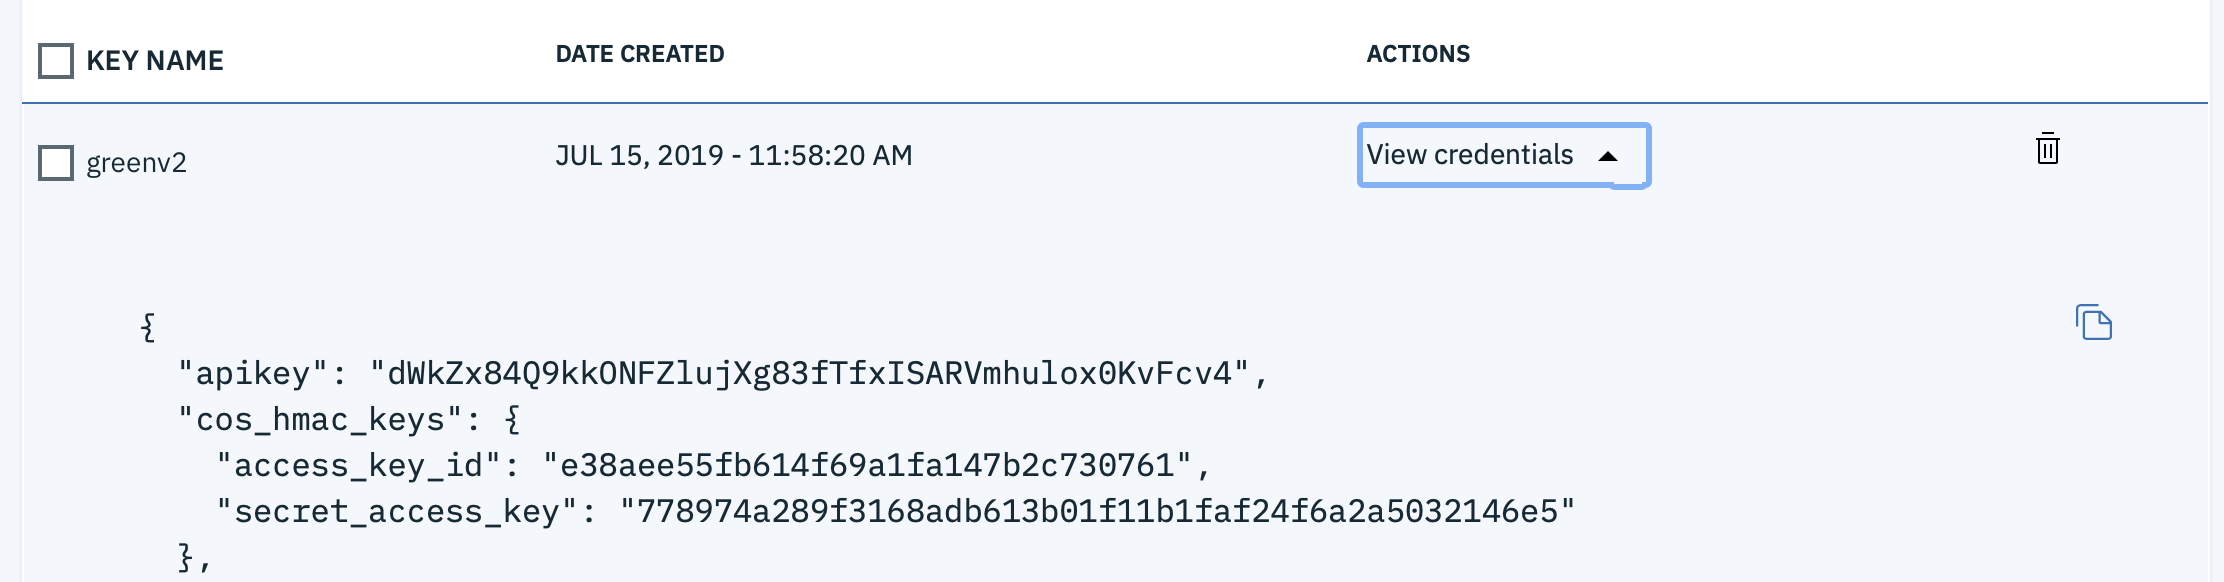 KEY NAME DATE CREATED ACTIONS
greenv2 JUL 15, 2019 - 11:58:20 AM View credentials
{
"apikey": "dWkZx84Q9kkONFZlujXg83fTfxISARVmhulox0KvFcv4",
"cos_hmac_keys": {
"access_key_id": "e38aee55fb614f69a1fa147b2c730761",
"secret_access_key": "778974a289f3168adb613b01f11b1faf24f6a2a5032146e5"
},